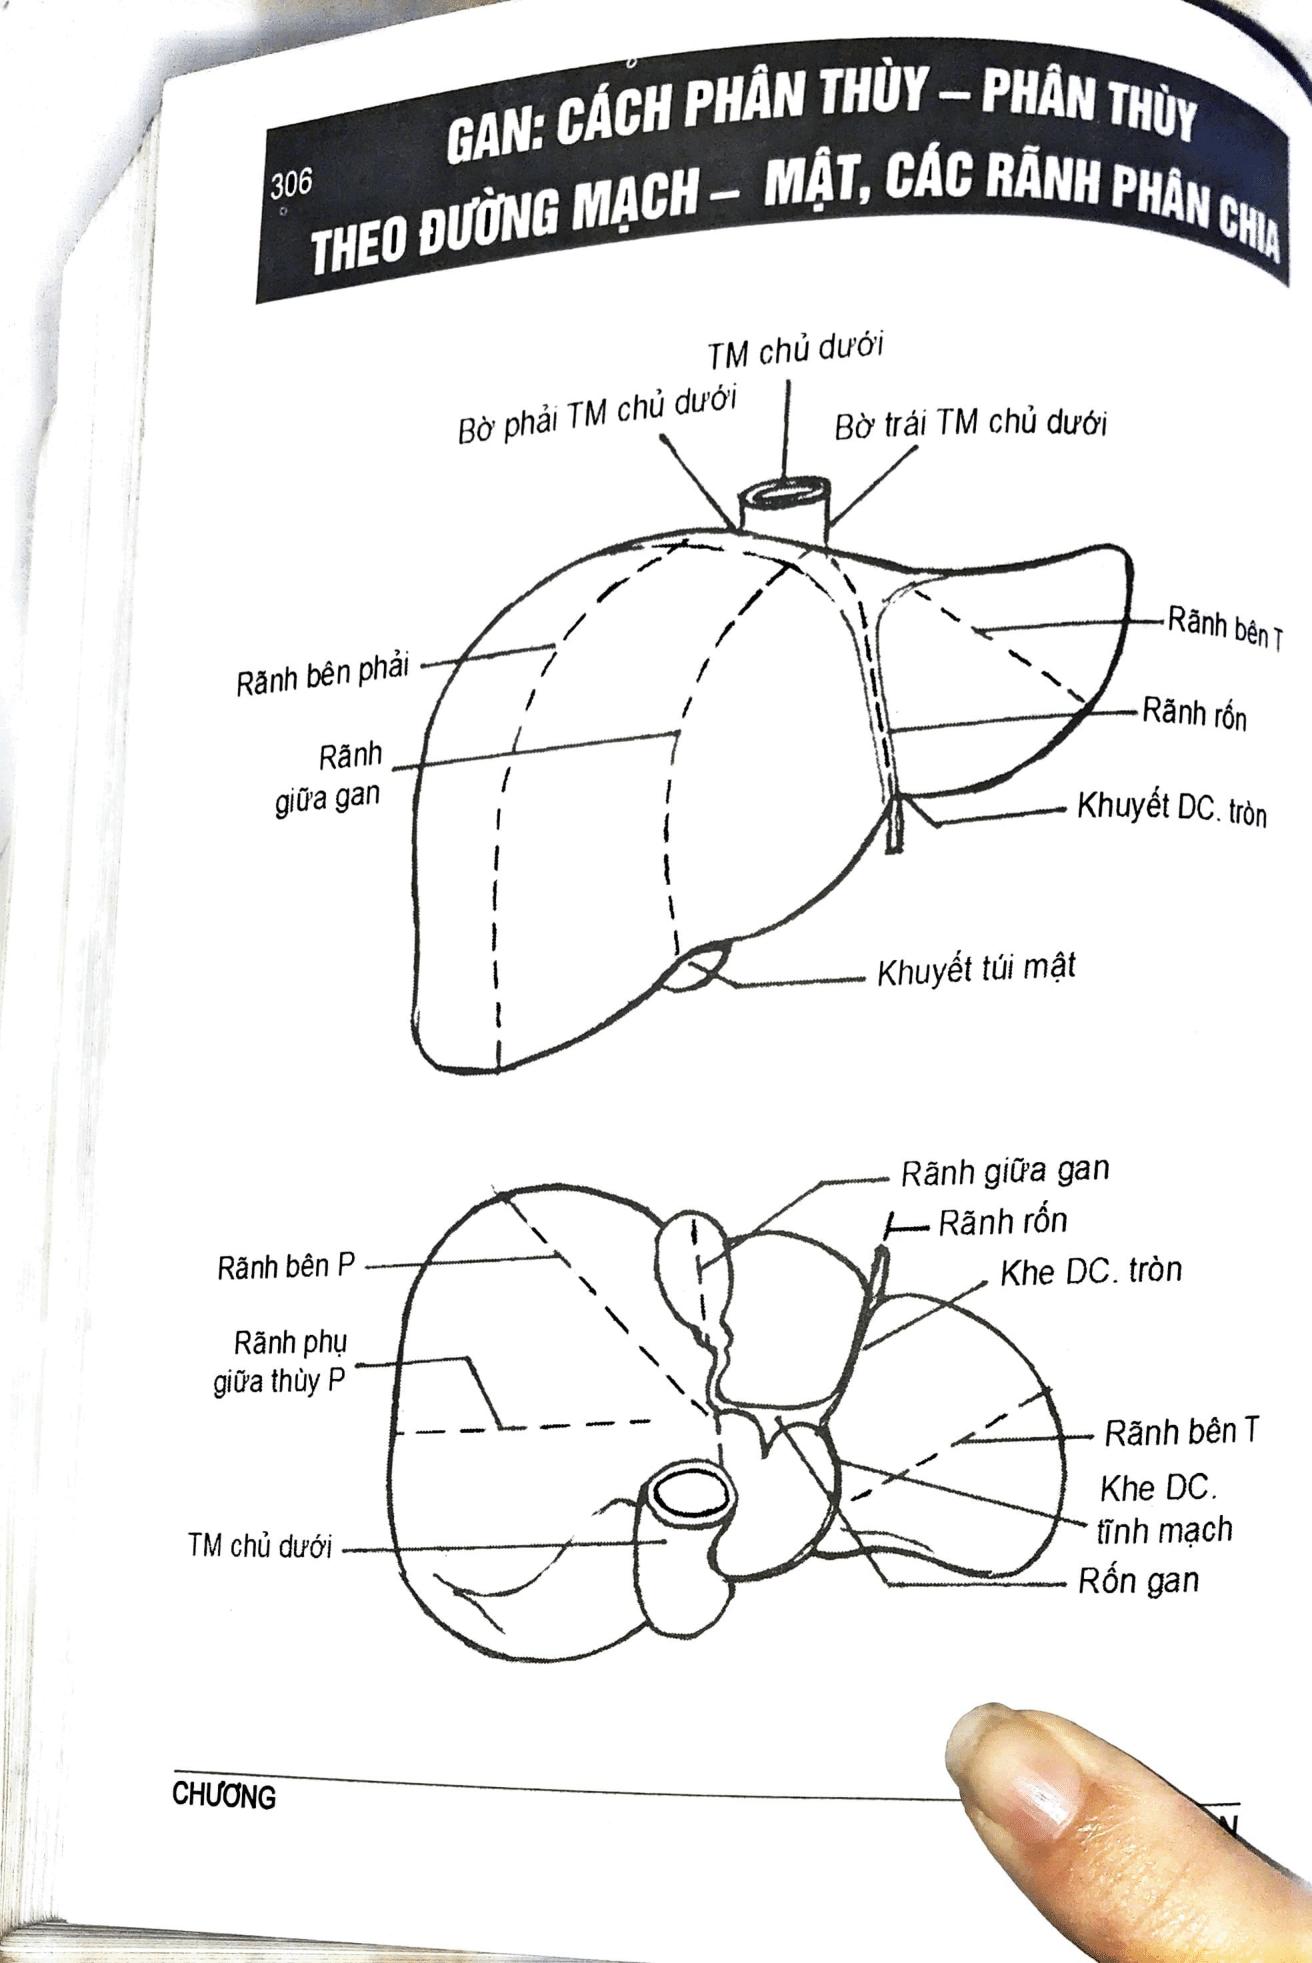 306
GAN: CÁCH PHÂN THÙY – PHÂN THÙY
THEO ĐƯỜNG MẠCH – MẬT, CÁC RÃNH PHÂN CHIA
TM chủ dưới
Bờ phải TM chủ dưới
Bờ trái TM chủ dưới
Rãnh bên T
Rãnh bên phải
Rãnh rốn
Rãnh
giữa gan
Khuyết DC. tròn
Khuyết túi mật
Rãnh giữa gan
Rãnh rốn
Rãnh bên P
Khe DC. tròn
Rãnh phụ
giữa thùy P
Rãnh bên T
Khe DC.
tĩnh mạch
TM chủ dưới
Rốn gan
CHƯƠNG